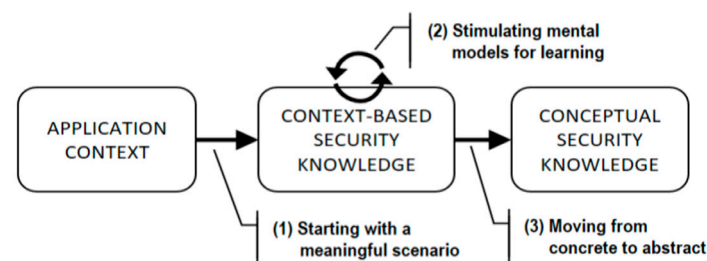 (2) Stimulating mental
models for learning
APPLICATION
CONTEXT
CONTEXT-BASED
SECURITY
KNOWLEDGE
CONCEPTUAL
SECURITY
KNOWLEDGE
(1) Starting with a
meaningful scenario
(3) Moving from
concrete to abstract